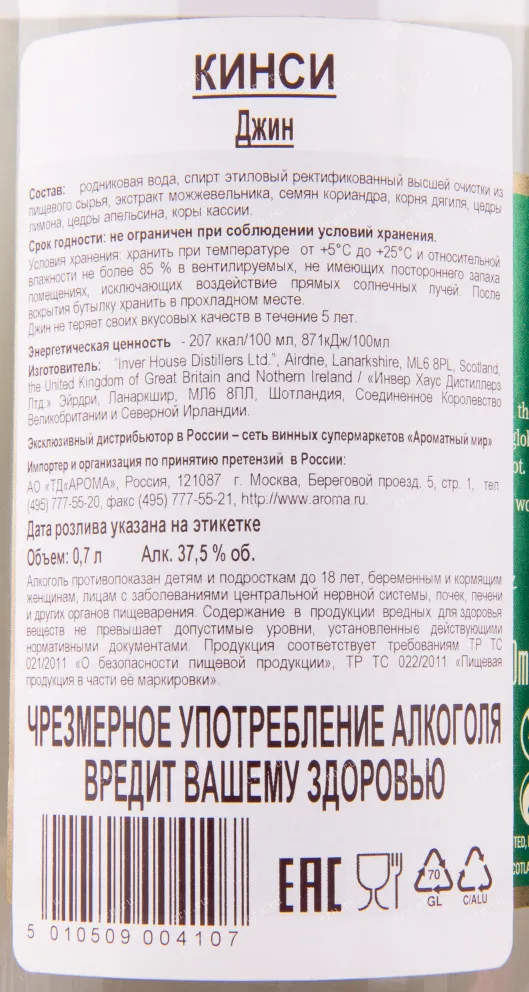 КИНСИ
Джин
Состав: родниковая вода, спирт этиловый ректификованный высшей очистки из
пищевого сырья, экстракт можжевельника, семян кориандра, корня дягиля, цедры
лимона, цедры апельсина, коры кассии.
Срок годности: не ограничен при соблюдении условий хранения.
Условия хранения: хранить при температуре от +5°С до +25°С и относительной
влажности не более 85 % в вентилируемых, не имеющих постороннего запаха
помещениях, исключающих воздействие прямых солнечных лучей. После
вскрытия бутылку хранить в прохладном месте.
Джин не теряет своих вкусовых качеств в течение 5 лет.
Энергетическая ценность - 207 ккал/100 мл, 871кДж/100мл
Изготовитель: "Inver House Distillers Ltd.", Airdrie, Lanarkshire, ML6 8PL, Scotland,
the United Kingdom of Great Britain and Nothern Ireland / «Инвер Хаус Дистиллерз
Лтд.» Эйрдри, Ланаркшир, МЛ6 8ПЛ, Шотландия, Соединенное Королевство
Великобритании и Северной Ирландии.
Эксклюзивный дистрибьютор в России – сеть винных супермаркетов «Ароматный мир»
Импортер и организация по принятию претензий в России:
АО «ТД«АРОМА», Россия, 121087 г. Москва, Береговой проезд, 5, стр. 1, тел.
(495) 777-55-20, факс (495) 777-55-21, http://www.aroma.ru.
Дата розлива указана на этикетке
Объем: 0,7 л Алк. 37,5 % об.
Алкоголь противопоказан детям и подросткам до 18 лет, беременным и кормящим
женщинам, лицам с заболеваниями центральной нервной системы, почек, печени
и других органов пищеварения. Содержание в продукции вредных для здоровья
веществ не превышает допустимые уровни, установленные действующими
нормативными документами. Продукция соответствует требованиям ТР ТС
021/2011 «О безопасности пищевой продукции», ТР ТС 022/2011 «Пищевая
продукция в части её маркировки».
ЧРЕЗМЕРНОЕ УПОТРЕБЛЕНИЕ АЛКОГОЛЯ
ВРЕДИТ ВАШЕМУ ЗДОРОВЬЮ
EAC
70
GL
C/ALU
5 010509 004107